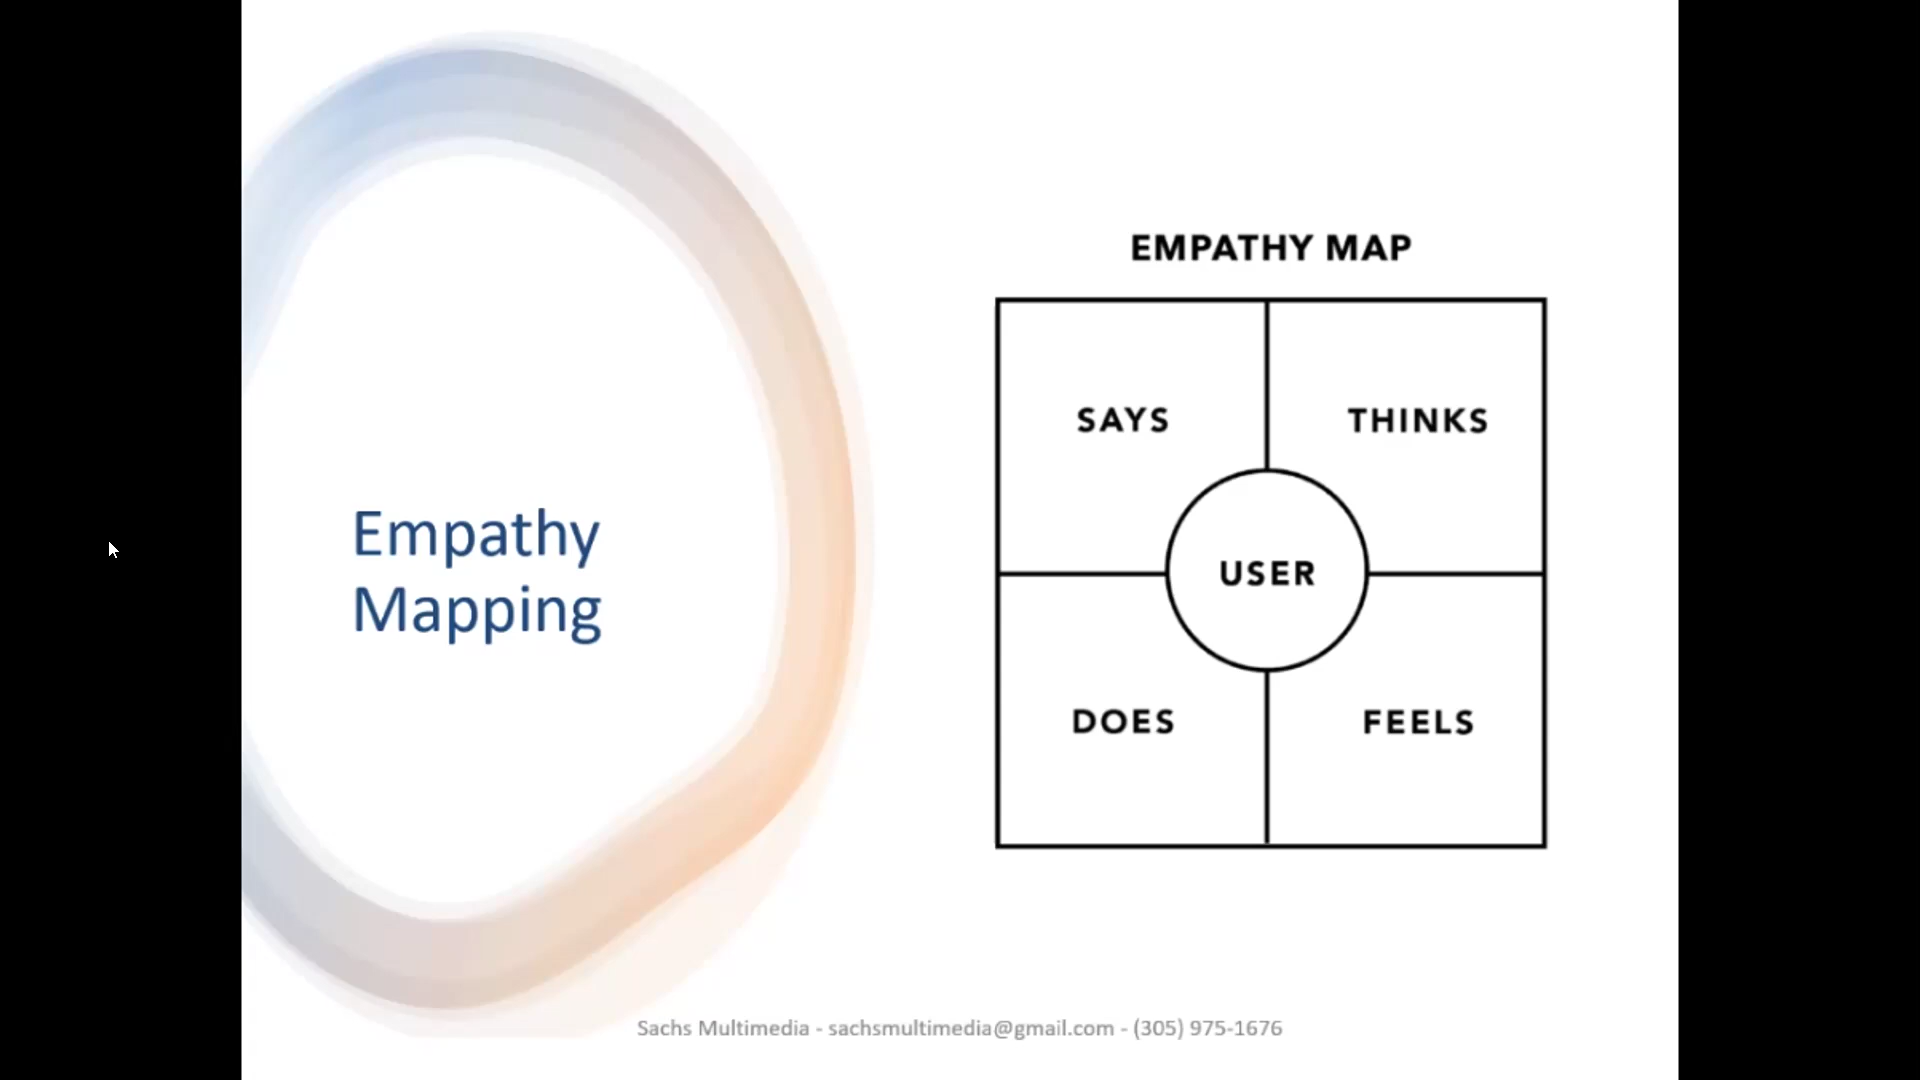 Empathy
Mapping
EMPATHY MAP
SAYS
THINKS
USER
DOES
FEELS
Sachs Multimedia - sachsmultimedia@gmail.com - (305) 975-1676